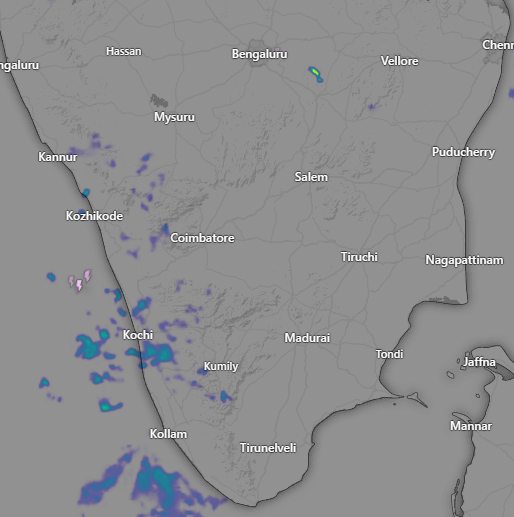 Hassan
Bengaluru
Chenn
ngaluru
Vellore
Mysuru
Kannur
Puducherry
Salem
Kozhikode
Coimbatore
Tiruchi
Nagapattinam
Kochi
Madurai
Tondi
Kumily
Jaffna
Mannar
Kollam
Tirunelveli